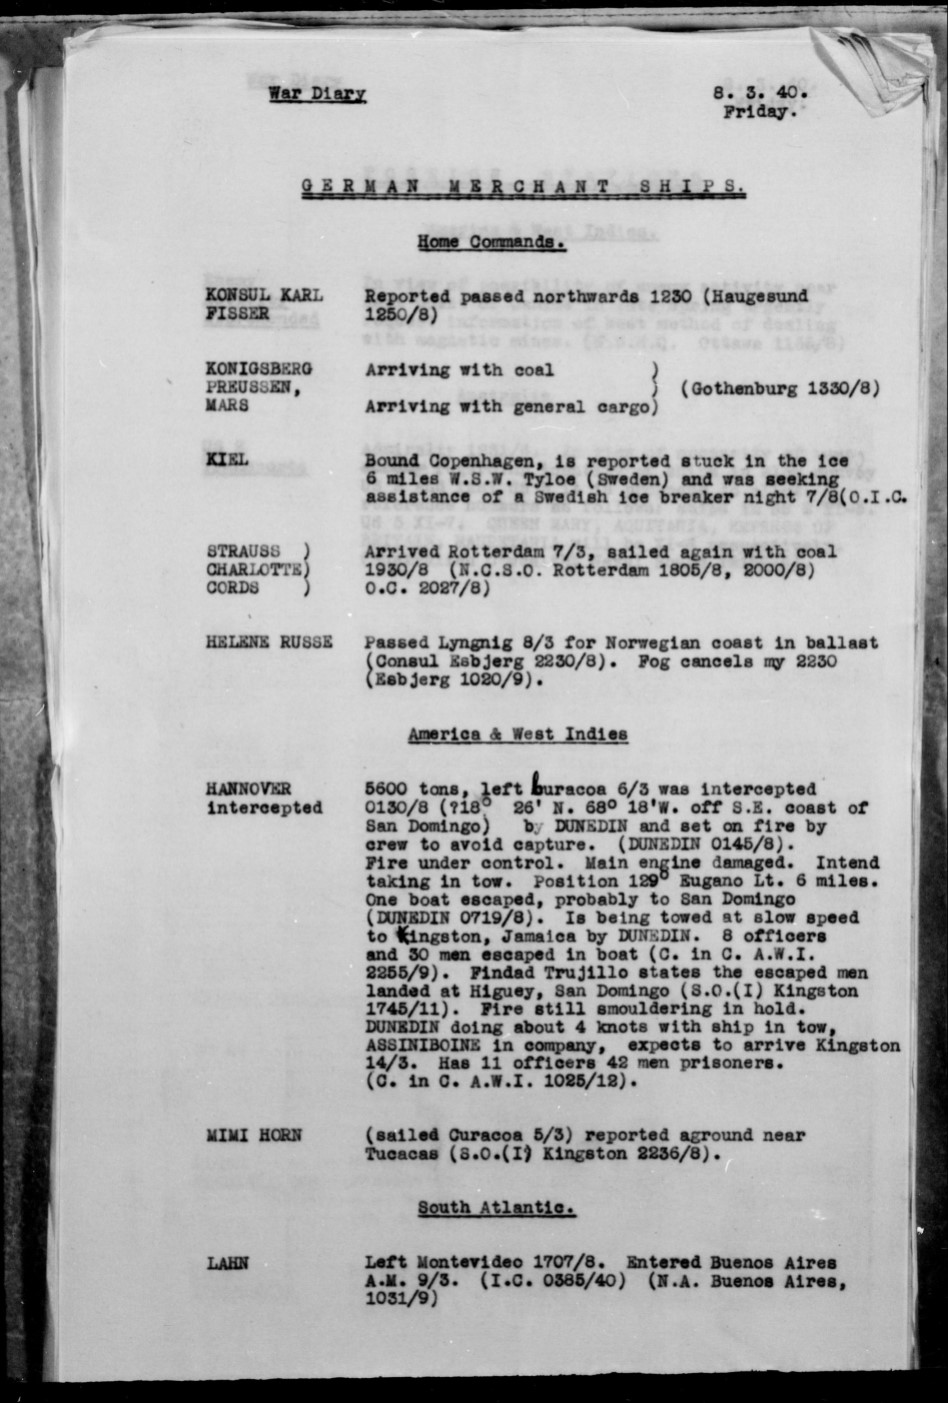 War Diary 8. 3. 40.
Friday.
GERMAN MERCHANT SHIPS.
Home Commands.
KONSUL KARL Reported passed northwards 1230 (Haugesund
FISSER 1250/8)
KONIGSBERG Arriving with coal )
PREUSSEN, ) (Gothenburg 1330/8)
MARS Arriving with general cargo)
KIEL Bound Copenhagen, is reported stuck in the ice
6 miles W.S.W. Tyloe (Sweden) and was seeking
assistance of a Swedish ice breaker night 7/8(O.I.C.
STRAUSS ) Arrived Rotterdam 7/3, sailed again with coal
CHARLOTTE) 1930/8 (N.C.S.O. Rotterdam 1805/8, 2000/8)
CORDS ) O.C. 2027/8)
HELENE RUSSE Passed Lyngnig 8/3 for Norwegian coast in ballast
(Consul Esbjerg 2230/8). Fog cancels my 2230
(Esbjerg 1020/9).
America & West Indies
HANNOVER 5600 tons, left Curacoa 6/3 was intercepted
intercepted 0130/8 (?18° 26' N. 68° 18'W. off S.E. coast of
San Domingo) by DUNEDIN and set on fire by
crew to avoid capture. (DUNEDIN 0145/8).
Fire under control. Main engine damaged. Intend
taking in tow. Position 129° Eugano Lt. 6 miles.
One boat escaped, probably to San Domingo
(DUNEDIN 0719/8). Is being towed at slow speed
to Kingston, Jamaica by DUNEDIN. 8 officers
and 30 men escaped in boat (C. in C. A.W.I.
2255/9). Findad Trujillo states the escaped men
landed at Higuey, San Domingo (S.O.(I) Kingston
1745/11). Fire still smouldering in hold.
DUNEDIN doing about 4 knots with ship in tow,
ASSINIBOINE in company, expects to arrive Kingston
14/3. Has 11 officers 42 men prisoners.
(C. in C. A.W.I. 1025/12).
MIMI HORN (sailed Curacoa 5/3) reported aground near
Tucacas (S.O.(I) Kingston 2236/8).
South Atlantic.
LAHN Left Montevideo 1707/8. Entered Buenos Aires
A.M. 9/3. (I.C. 0385/40) (N.A. Buenos Aires,
1031/9)